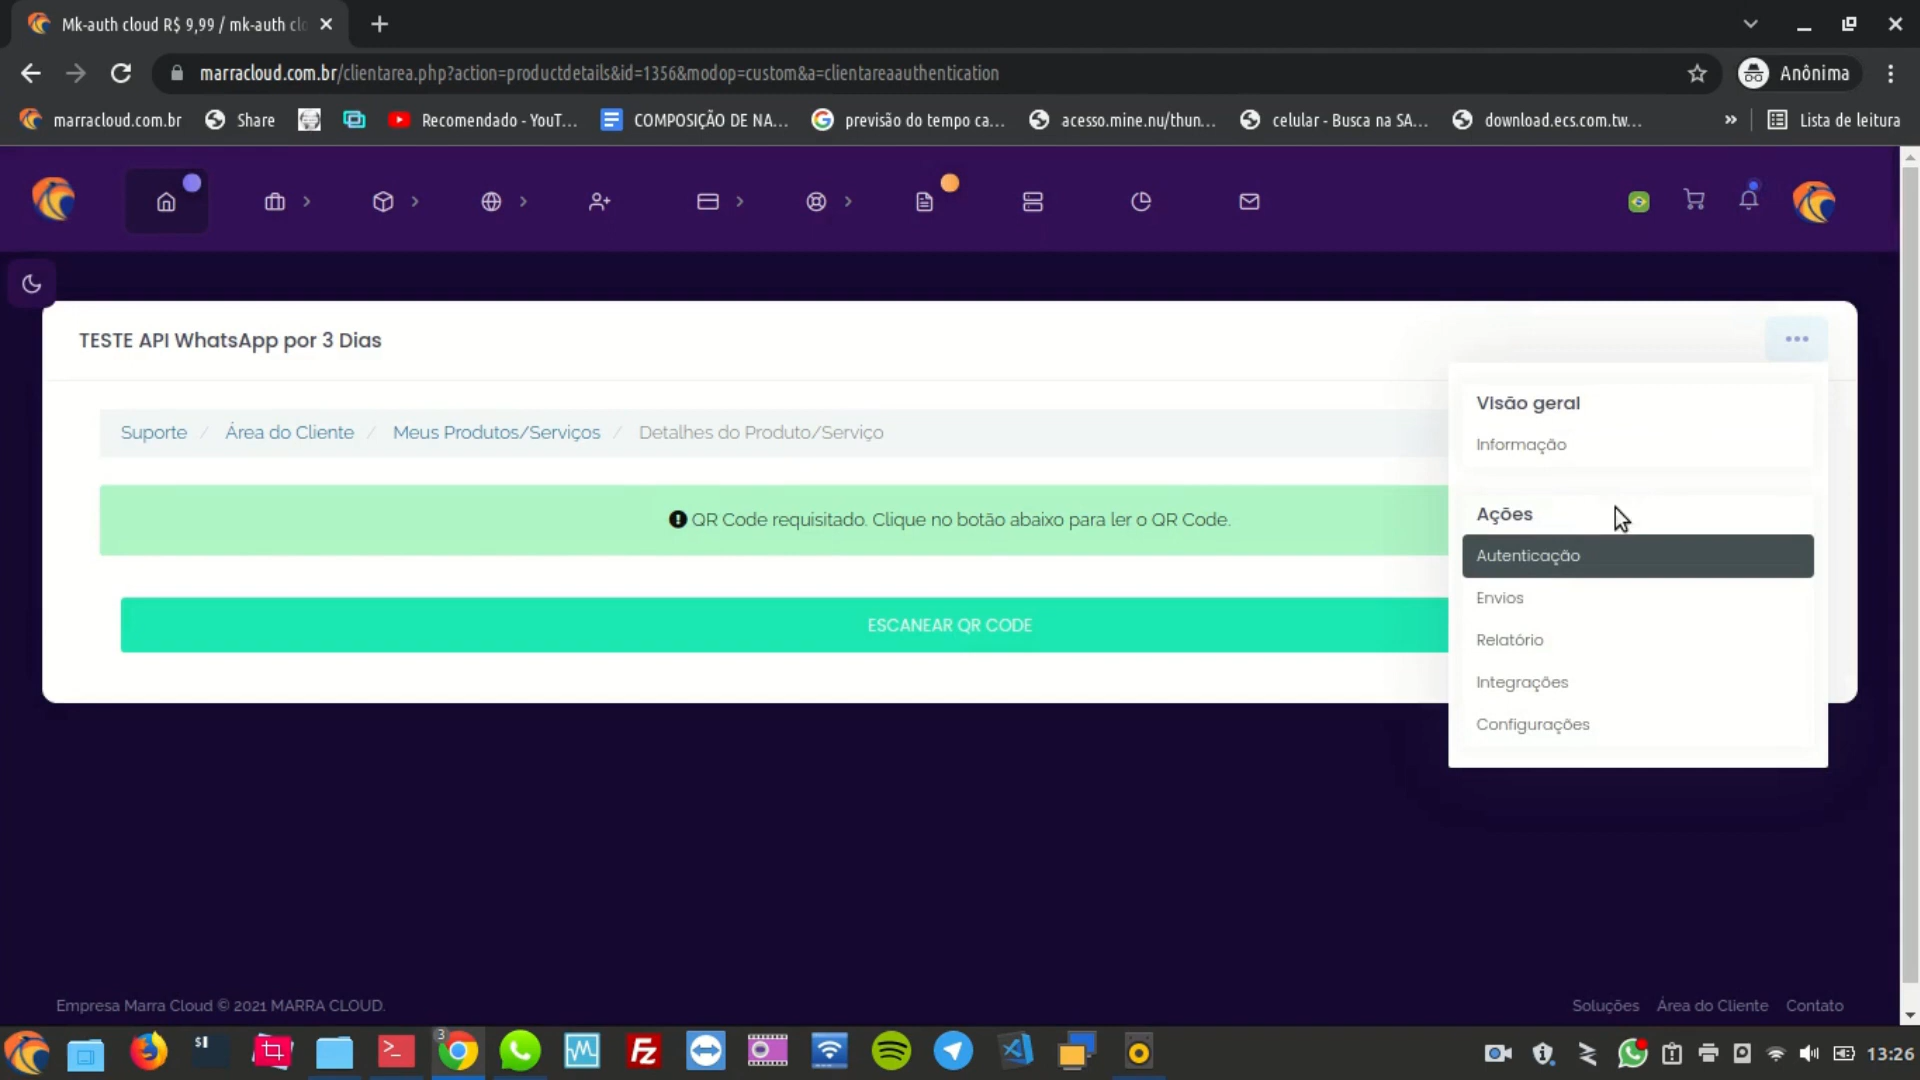 Mk-auth cloud R$ 9,99 / mk-auth clo
marracloud.com.br/clientarea.php?action=productdetails&id=1356&modop=custom&a=clientareaauthentication
Anônima
marracloud.com.br
Share
Recomendado - YouT...
COMPOSIÇÃO DE NA...
previsão do tempo ca...
acesso.mine.nu/thun...
celular - Busca na SA...
download.ecs.com.tw...
»
Lista de leitura
TESTE API WhatsApp por 3 Dias
Suporte / Área do Cliente / Meus Produtos/Serviços / Detalhes do Produto/Serviço
QR Code requisitado. Clique no botão abaixo para ler o QR Code.
ESCANEAR QR CODE
VIsão geral
Informação
Ações
Autenticação
Envios
Relatório
Integrações
Configurações
Empresa Marra Cloud © 2021 MARRA CLOUD.
Soluções Área do Cliente Contato
$1
3
Fz
13:26